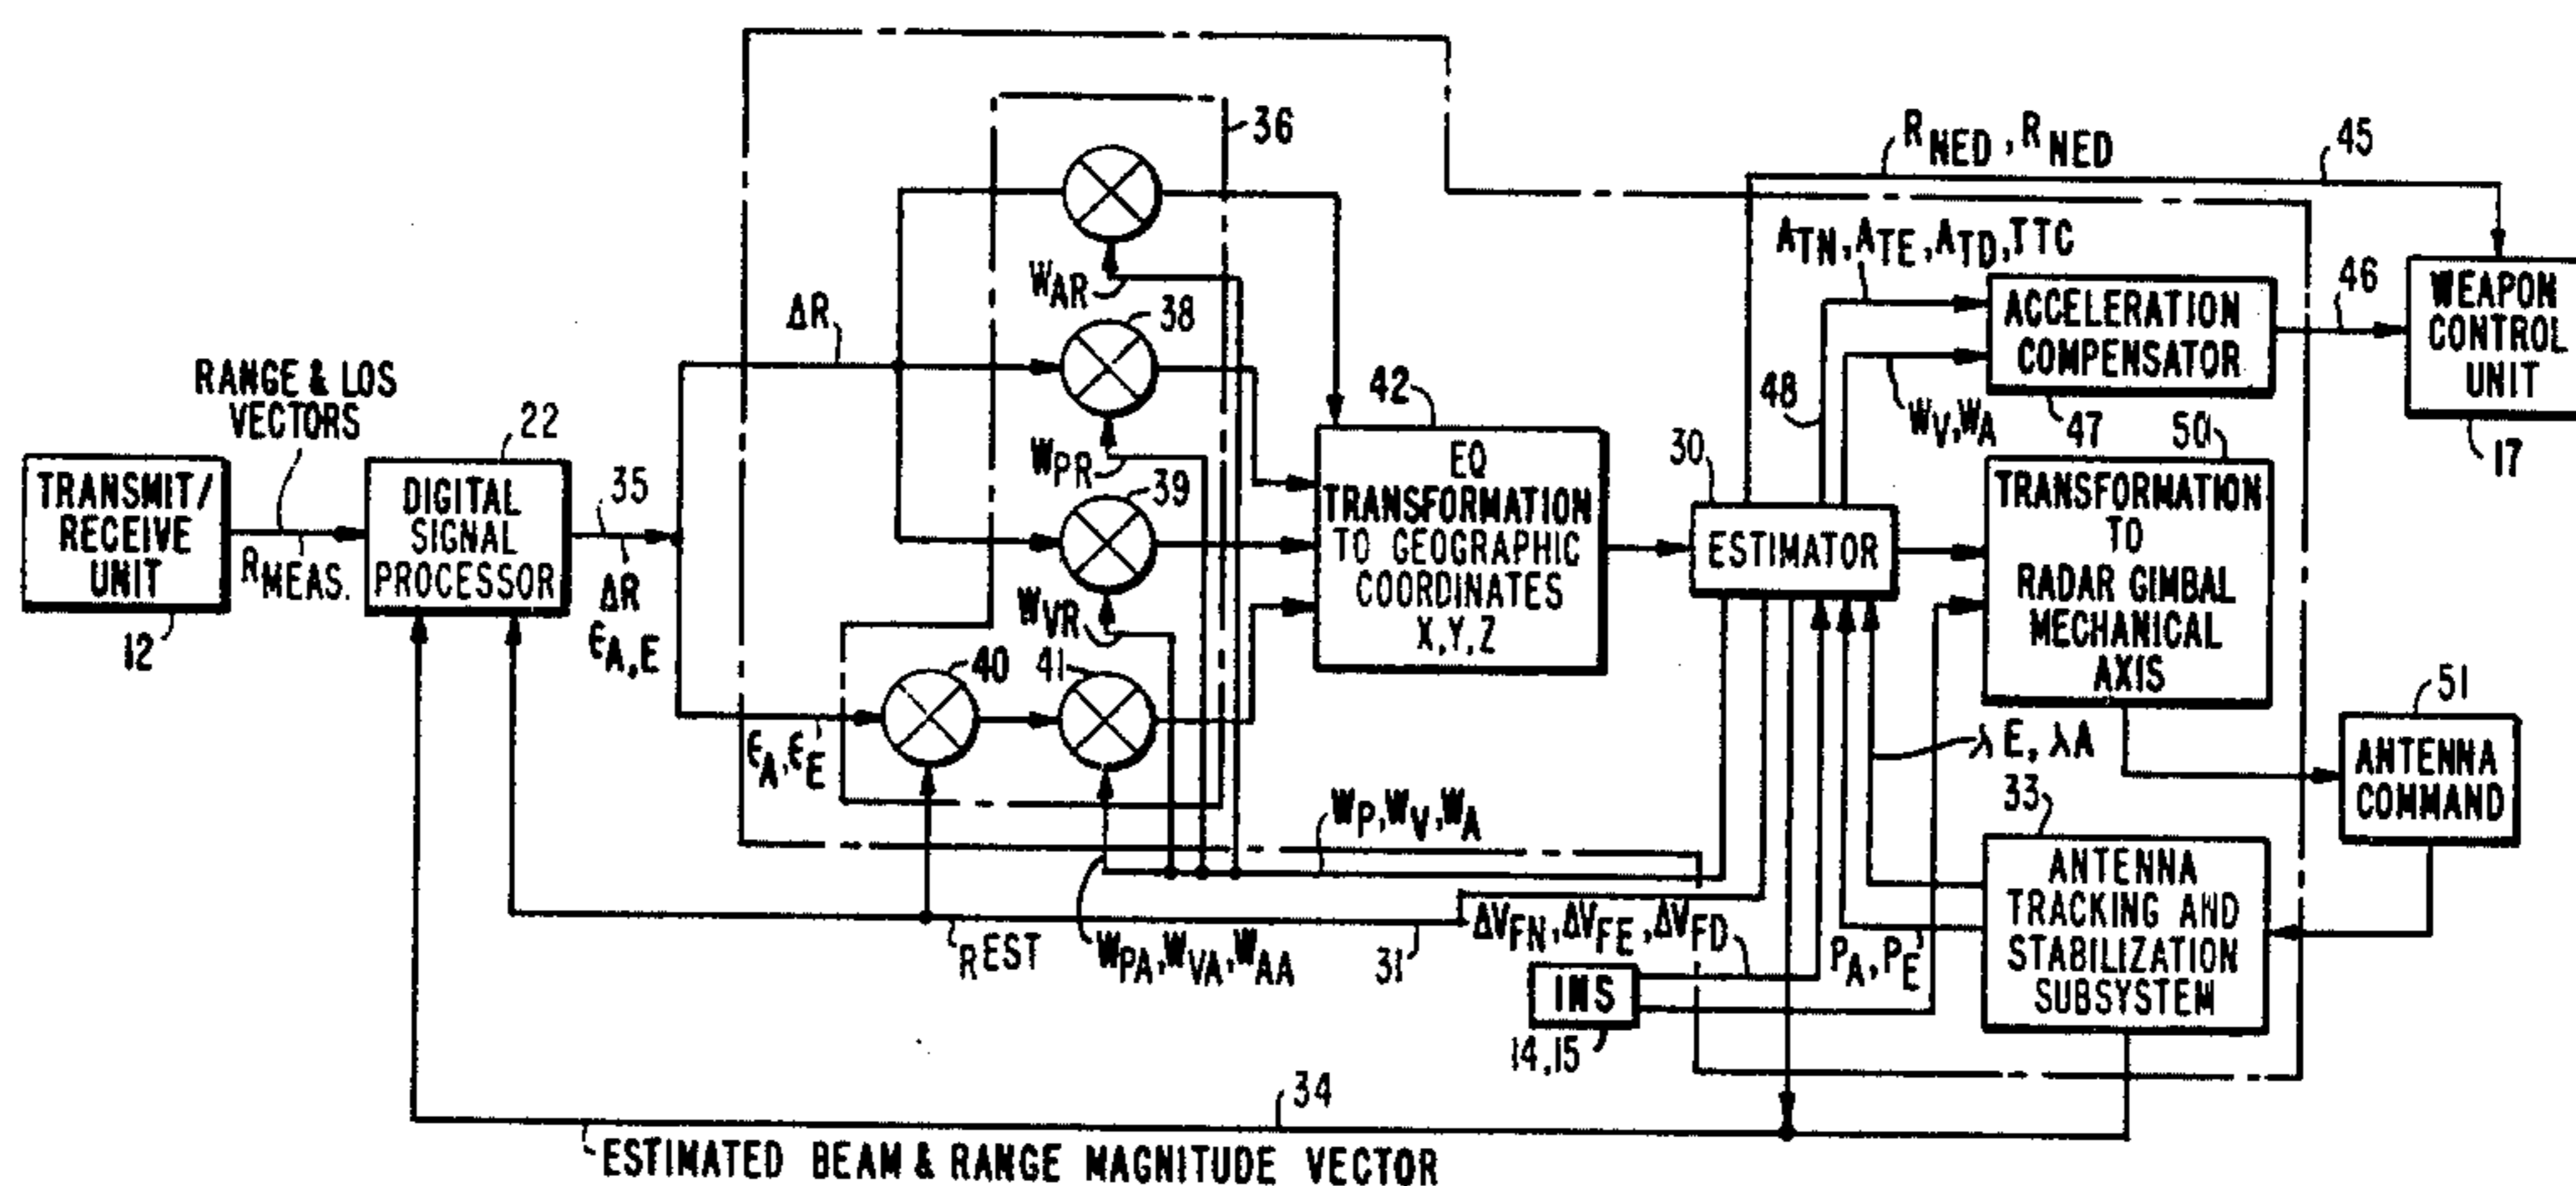 36
R NED , R NED
45
A TN, A TE, A TD, TTC
W AR
ΔR
38
46
ACCELERATION
COMPENSATOR
WEAPON
CONTROL
UNIT
RANGE & LOS
VECTORS
22
W PR
42
48
W V, W A
47
50
17
TRANSMIT/
RECEIVE
UNIT
12
R MEAS.
DIGITAL
SIGNAL
PROCESSOR
35
ΔR
ϵ A,E
39
EQ
TRANSFORMATION
TO GEOGRAPHIC
COORDINATES
X,Y,Z
30
ESTIMATOR
TRANSFORMATION
TO
RADAR GIMBAL
MECHANICAL
AXIS
W VR
40
41
ϵ A, ϵ E
λE, λA
51
ANTENNA
COMMAND
33
W P, W V, W A
ANTENNA
TRACKING AND
STABILIZATION
SUBSYSTEM
R EST
W PA, W VA, W AA
31
ΔV FN, ΔV FE, ΔV FD
P A, P E
INS
14,15
34
ESTIMATED BEAM & RANGE MAGNITUDE VECTOR